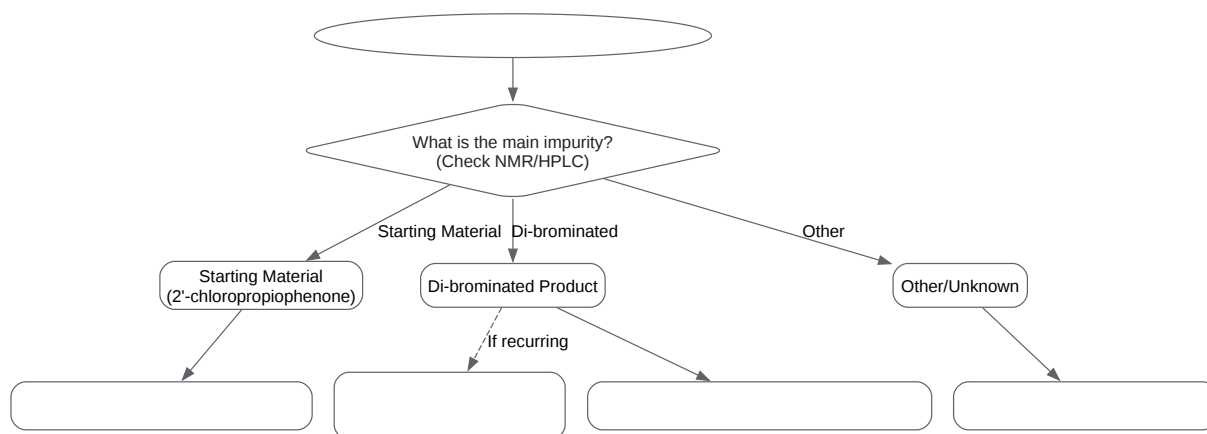 What is the main impurity?
(Check NMR/HPLC)
Starting Material
Di-brominated
Other
Starting Material
(2'-chloropropiophenone)
Di-brominated Product
Other/Unknown
If recurring